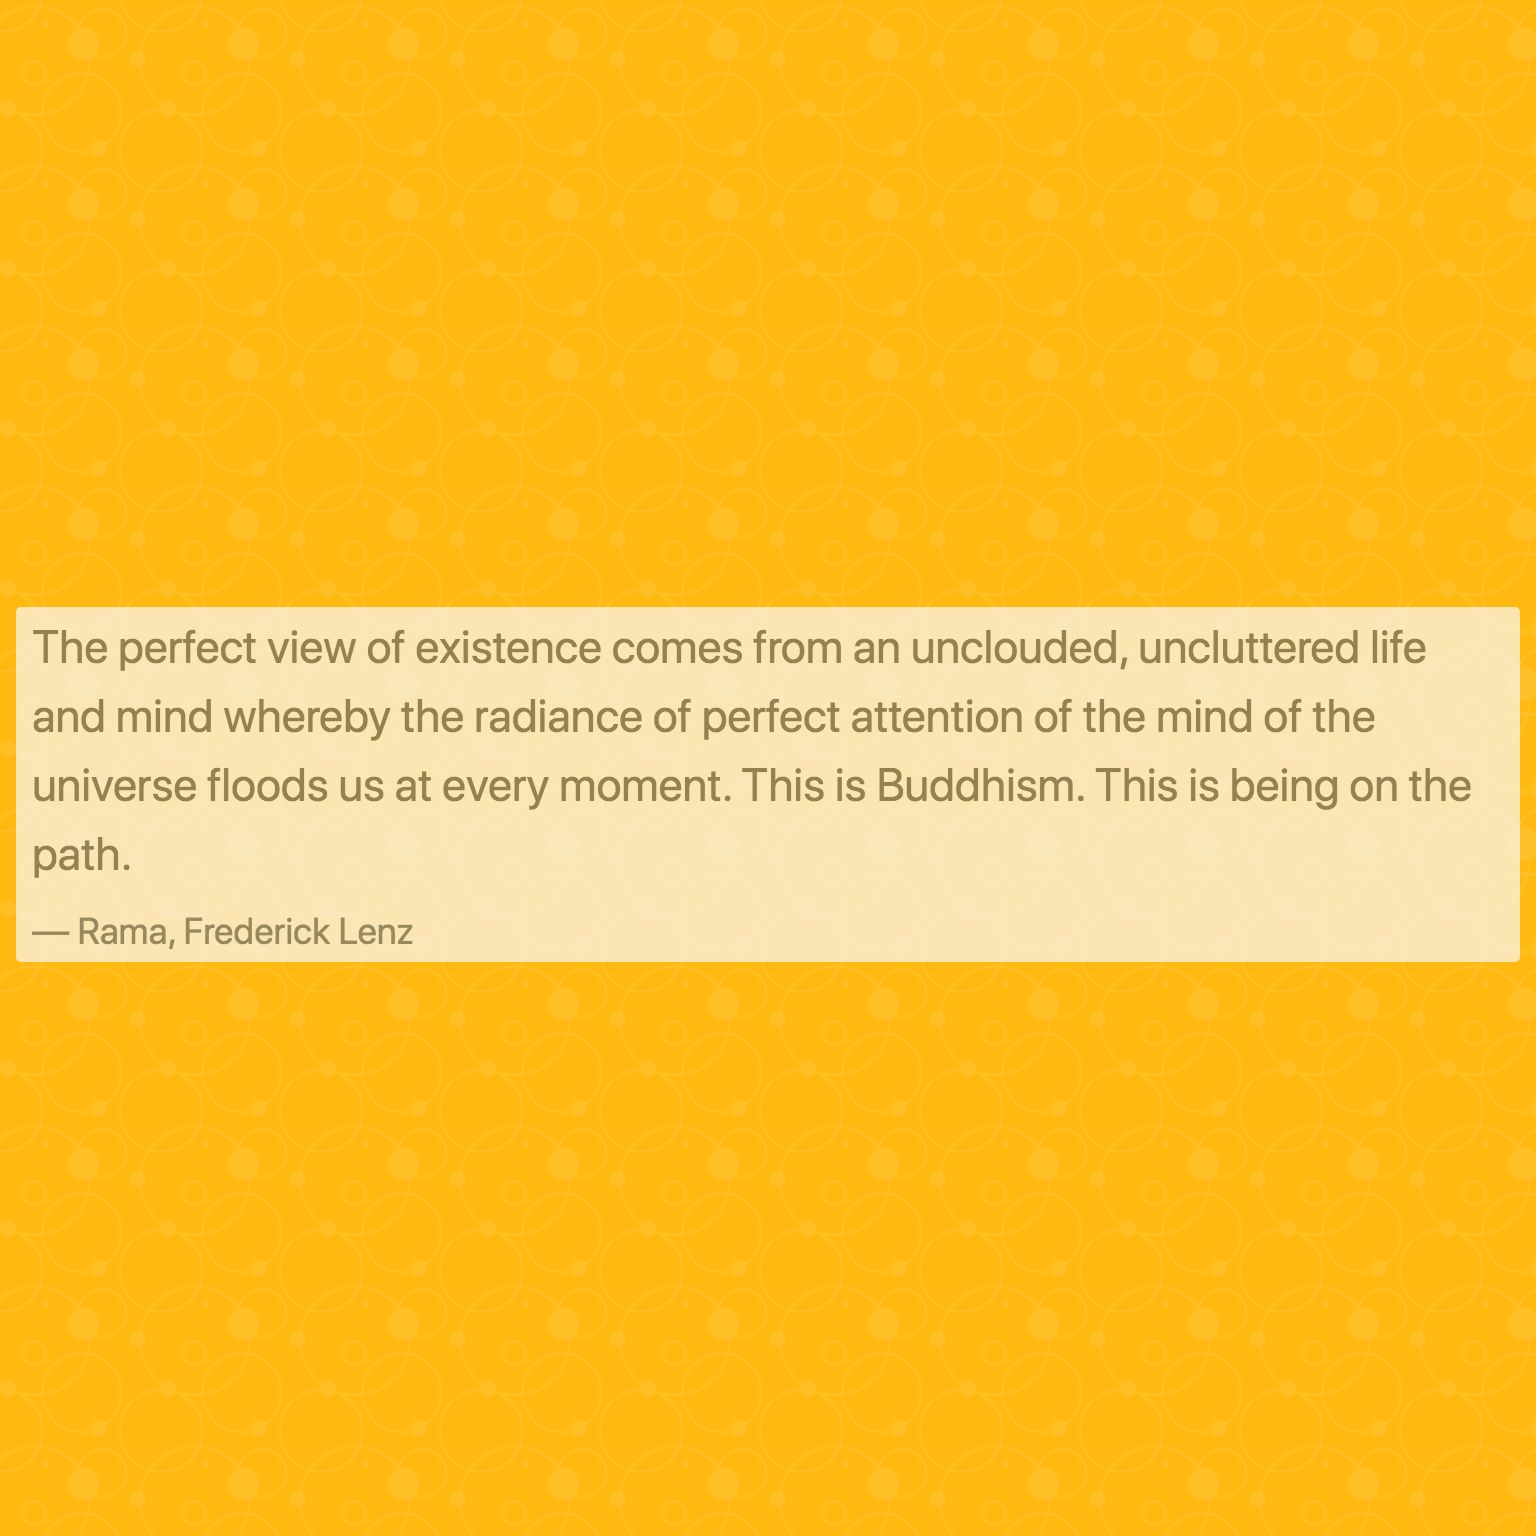 The perfect view of existence comes from an unclouded, uncluttered life
and mind whereby the radiance of perfect attention of the mind of the
universe floods us at every moment. This is Buddhism. This is being on the
path.
— Rama, Frederick Lenz